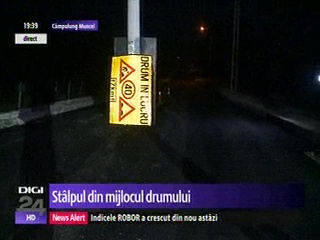 19:39
Câmpulung Muscel
direct
DRUM ÎN LUCRU
40
DIGI
24
HD
Stâlpul din mijlocul drumului
News Alert
Indicele ROBOR a crescut din nou astăzi